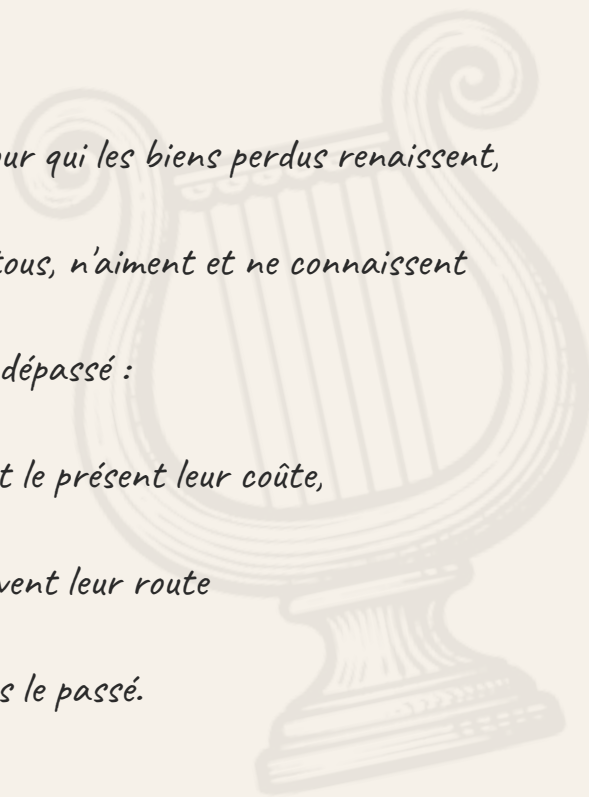 ur qui les biens perdus renaissent,
tous, n'aiment et ne connaissent
dépassé :
t le présent leur coûte,
vent leur route
s le passé.